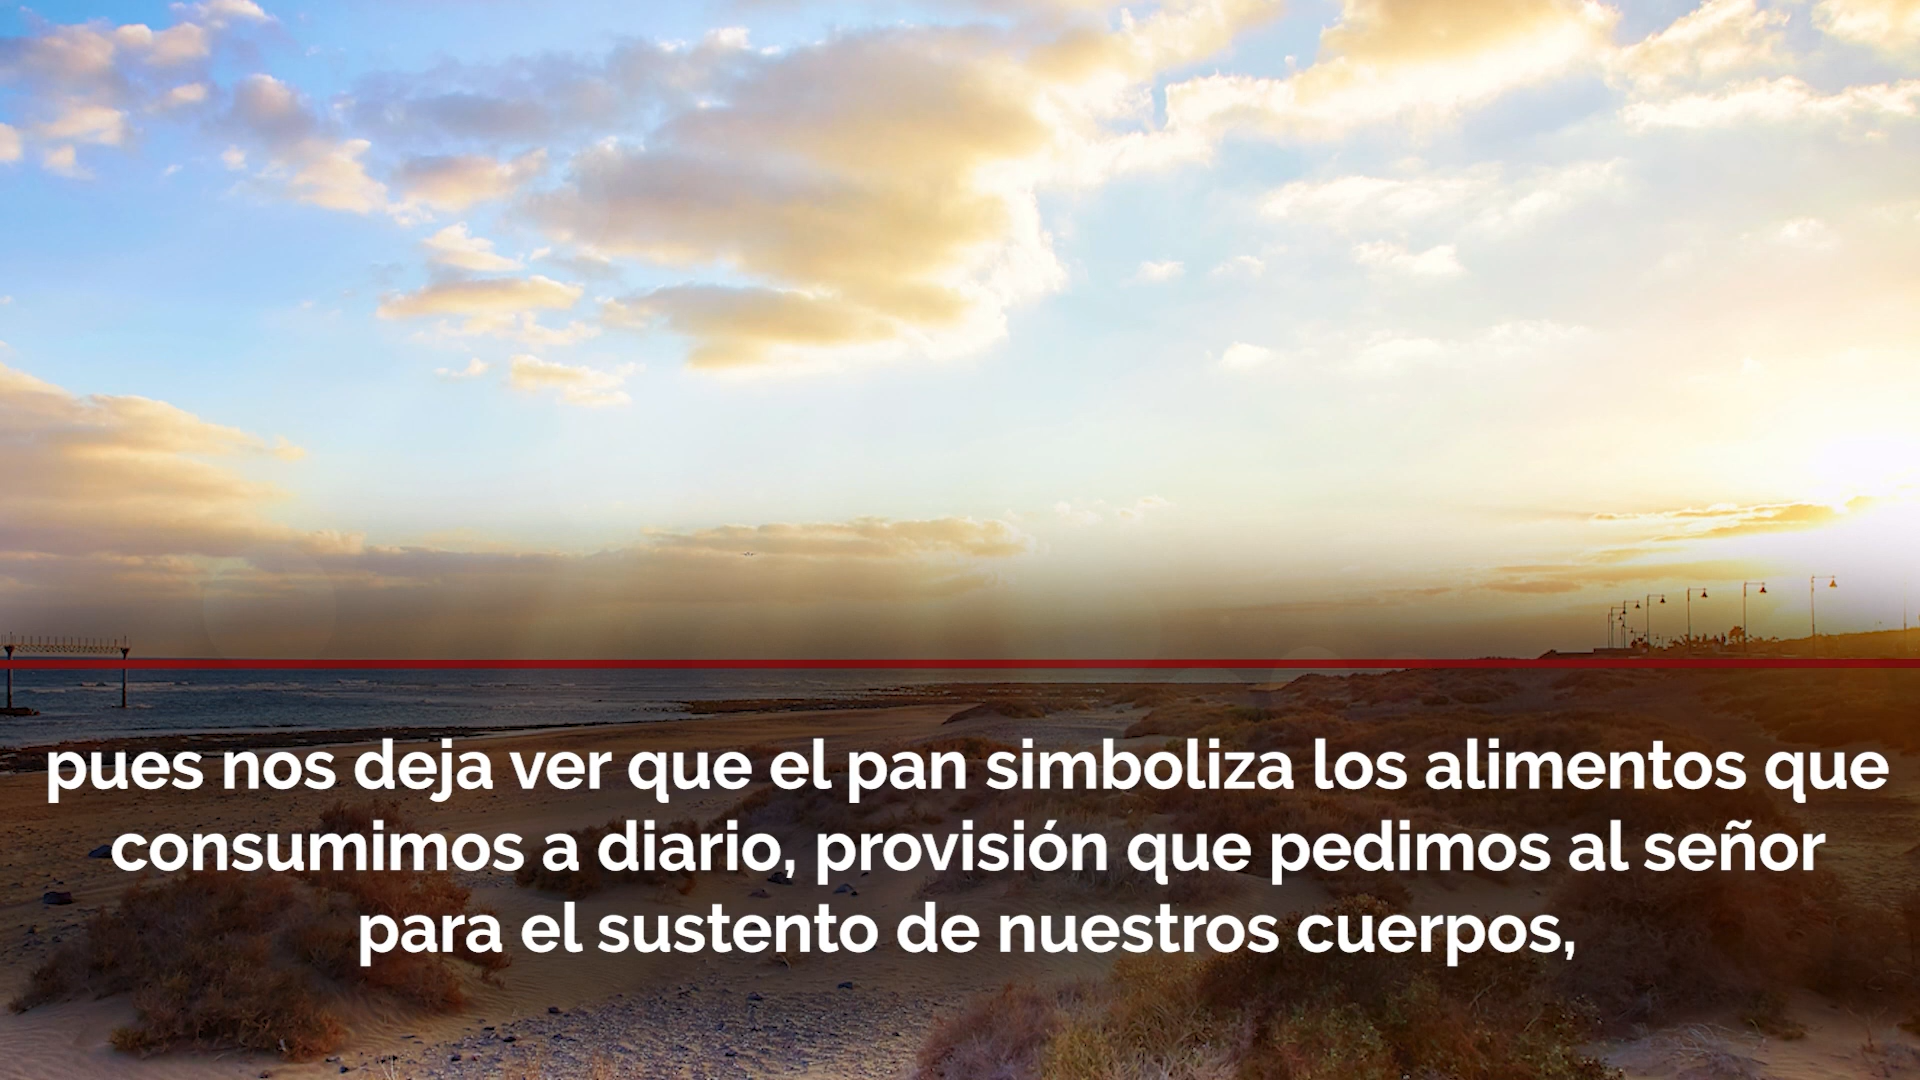 pues nos deja ver que el pan simboliza los alimentos que
consumimos a diario, provisión que pedimos al señor
para el sustento de nuestros cuerpos,